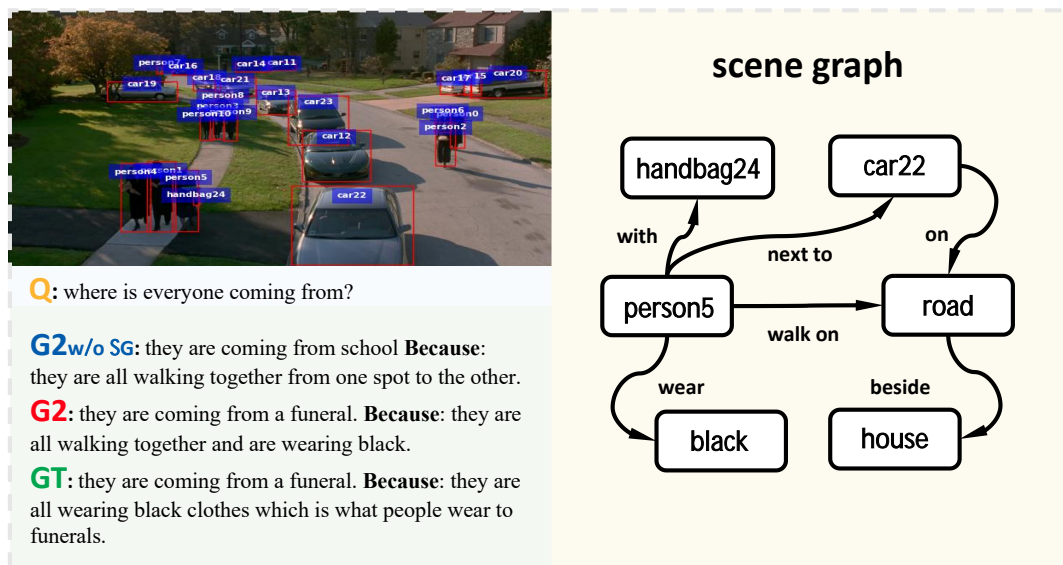 person7
car16
car14
car11
car19
car18
car21
car17
car20
person8
car13
person10
car23
person6
person2
car12
person4
person5
handbag24
car22
Q: where is everyone coming from?
G2w/o SG: they are coming from school Because:
they are all walking together from one spot to the other.
G2: they are coming from a funeral. Because: they are
all walking together and are wearing black.
GT: they are coming from a funeral. Because: they are
all wearing black clothes which is what people wear to
funerals.
scene graph
handbag24
car22
with
next to
on
person5
road
walk on
wear
beside
black
house